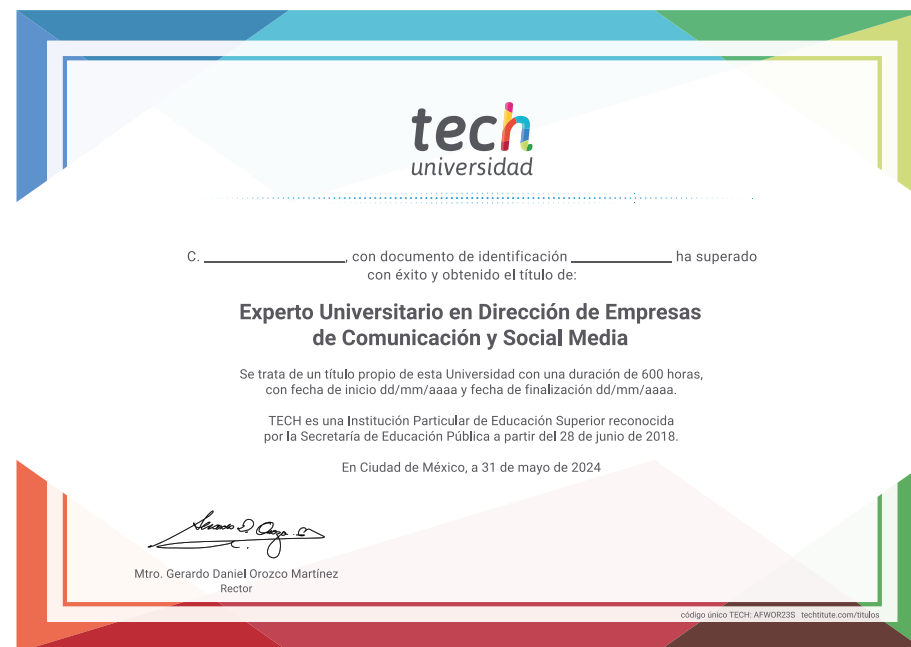 tech
universidad
C. ____________, con documento de identificación ____________ ha superado
con éxito y obtenido el título de:
Experto Universitario en Dirección de Empresas
de Comunicación y Social Media
Se trata de un título propio de esta Universidad con una duración de 600 horas,
con fecha de inicio dd/mm/aaaa y fecha de finalización dd/mm/aaaa.
TECH es una Institución Particular de Educación Superior reconocida
por la Secretaría de Educación Pública a partir del 28 de junio de 2018.
En Ciudad de México, a 31 de mayo de 2024
Mtro. Gerardo Daniel Orozco Martínez
Rector
código único TECH: AFWOR23S techtitute.com/titulos